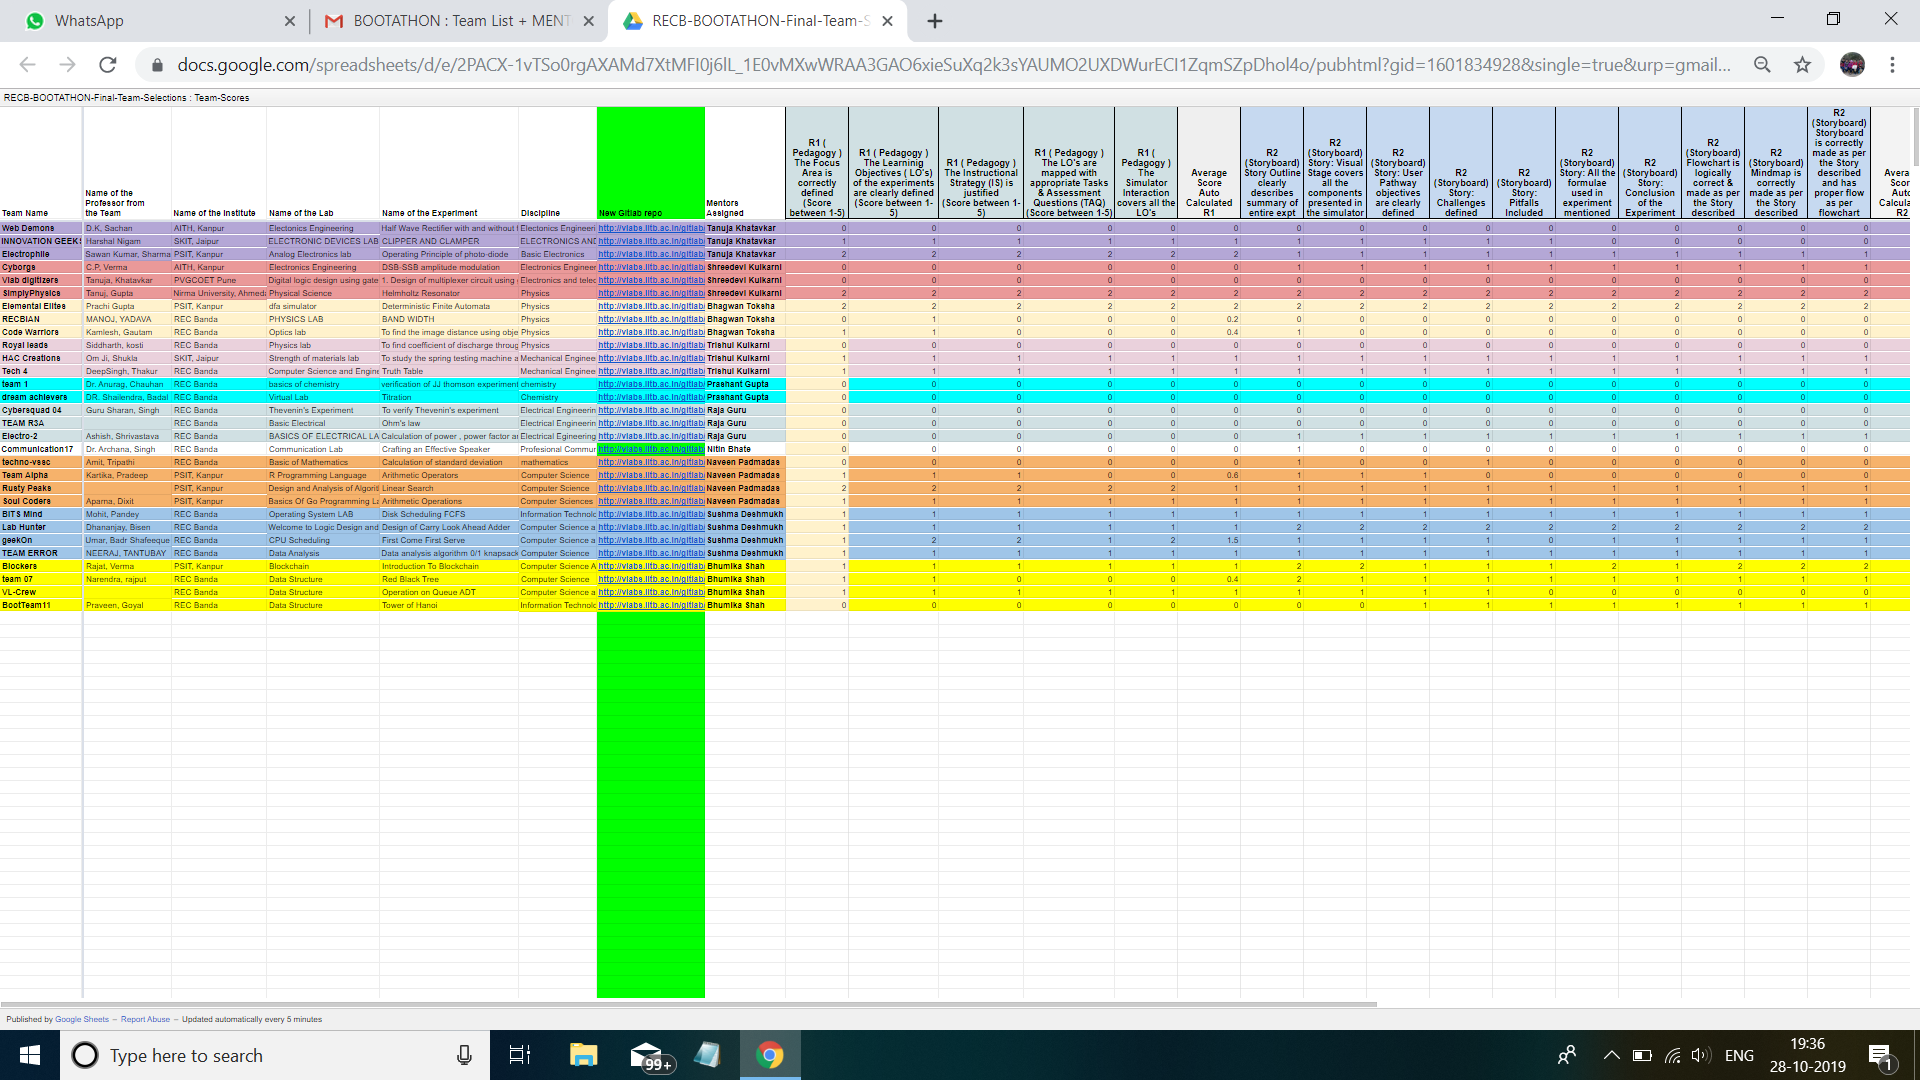 WhatsApp
BOOTATHON : Team List + MENT
RECB-BOOTATHON-Final-Team-S
docs.google.com/spreadsheets/d/e/2PACX-1vTSo0rgAXAMd7XtMFI0j6lL_1E0vMXwWRAA3GAO6xieSuXq2k3sYAUMO2UXDWurECl1ZqmSZpDhol4o/pubhtml?gid=1601834928&single=true&urp=gmail...
RECB-BOOTATHON-Final-Team-Selections : Team-Scores
Team Name
Name of the
Professor from
the Team
Name of the Institute
Name of the Lab
Name of the Experiment
Discipline
New Gitlab repo
Mentors
Assigned
R1 (
Pedagogy )
The Focus
Area is
correctly
defined
(Score
between 1-5)
R1 ( Pedagogy )
The Learninig
Objectives ( LO's)
of the experiments
are clearly defined
(Score between 1-
5)
R1 ( Pedagogy )
The Instructional
Strategy (IS) is
justified
(Score between 1-
5)
R1 ( Pedagogy )
The LO's are
mapped with
appropriate Tasks
& Assessment
Questions (TAQ)
(Score between 1-5)
R1 (
Pedagogy )
The
Simulator
Interaction
covers all the
LO's
Average
Score
Auto
Calculated
R1
R2
(Storyboard)
Story Outline
clearly
describes
summary of
entire expt
R2
(Storyboard)
Story: Visual
Stage covers
all the
components
presented in
the simulator
R2
(Storyboard)
Story: User
Pathway
objectives
are clearly
defined
R2
(Storyboard)
Story:
Challenges
defined
R2
(Storyboard)
Story:
Pitfalls
Included
R2
(Storyboard)
Story: All the
formulae
used in
experiment
mentioned
R2
(Storyboard)
Story:
Conclusion
of the
Experiment
R2
(Storyboard)
Flowchart is
logically
correct &
made as per
the Story
described
R2
(Storyboard)
Mindmap is
correctly
made as per
the Story
described
R2
(Storyboard)
Storyboard
is correctly
made as per
the Story
described
and has
proper flow
as per
flowchart
Web Demons D.K, Sachan AITH, Kanpur Electonics Engineering Half Wave Rectifier with and without Electonics Engineeri http://vlabs.iitb.ac.in/gitlab/ Tanuja Khatavkar 0 0 0 0 0 0 0 0 0 0 0 0 0 0 0 0
INNOVATION GEEKS Harshal Nigam SKIT, Jaipur ELECTRONIC DEVICES LAB CLIPPER AND CLAMPER ELECTRONICS AND http://vlabs.iitb.ac.in/gitlab/ Tanuja Khatavkar 1 1 1 1 1 1 1 1 1 1 1 0 0 0 0 0
Electrophile Sawan Kumar, Sharma PSIT, Kanpur Analog Electronics lab Operating Principle of photo-diode Basic Electronics http://vlabs.iitb.ac.in/gitlab/ Tanuja Khatavkar 2 2 2 2 2 2 1 1 1 1 1 0 0 0 0 0
Cyborgs C.P, Verma AITH, Kanpur Electronics Engineering DSB-SSB amplitude modulation Electronics Engineer http://vlabs.iitb.ac.in/gitlab/ Shreedevi Kulkarni 0 0 0 0 0 0 1 1 1 1 1 1 1 1 1 1
Vlab digitizers Tanuja, Khatavkar PVGCOET Pune Digital logic design using gate 1. Design of multiplexer circuit using Electronics and telec http://vlabs.iitb.ac.in/gitlab/ Shreedevi Kulkarni 0 0 0 0 0 0 0 0 0 0 0 0 0 0 0 0
SimplyPhysics Tanuj, Gupta Nirma University, Ahmeda Physical Science Helmholtz Resonator Physics http://vlabs.iitb.ac.in/gitlab/ Shreedevi Kulkarni 2 2 2 2 2 2 2 2 2 2 2 2 2 2 2 2
Elemental Elites Prachi Gupta PSIT, Kanpur dfa simulator Deterministic Finite Automata Physics http://vlabs.iitb.ac.in/gitlab/ Bhagwan Toksha 2 2 2 2 2 2 2 2 2 2 2 2 2 2 2 2
RECBIAN MANOJ, YADAVA REC Banda PHYSICS LAB BAND WIDTH Physics http://vlabs.iitb.ac.in/gitlab/ Bhagwan Toksha 0 1 0 0 0 0.2 0 0 0 0 0 0 0 0 0 0
Code Warriors Kamlesh, Gautam REC Banda Optics lab To find the image distance using obje Physics http://vlabs.iitb.ac.in/gitlab/ Bhagwan Toksha 1 1 0 0 0 0.4 1 0 0 0 0 0 0 0 0 0
Royal leads Siddharth, kosti REC Banda Physics lab To find coefficient of discharge throug Physics http://vlabs.iitb.ac.in/gitlab/ Trishul Kulkarni 0 0 0 0 0 0 0 0 0 0 0 0 0 0 0 0
HAC Creations Om Ji, Shukla SKIT, Jaipur Strength of materials lab To study the spring testing machine a Mechanical Enginee http://vlabs.iitb.ac.in/gitlab/ Trishul Kulkarni 1 1 1 1 1 1 1 1 1 1 1 1 1 1 1 1
Tech 4 DeepSingh, Thakur REC Banda Computer Science and Engine Truth Table Mechanical Enginee http://vlabs.iitb.ac.in/gitlab/ Trishul Kulkarni 1 1 1 1 1 1 1 1 1 1 1 1 1 1 1 1
team 1 Dr. Anurag, Chauhan REC Banda basics of chemistry verification of JJ thomson experiment chemistry http://vlabs.iitb.ac.in/gitlab/ Prashant Gupta 0 0 0 0 0 0 0 0 0 0 0 0 0 0 0 0
dream achievers DR. Shailendra, Badal REC Banda Virtual Lab Titration Chemistry http://vlabs.iitb.ac.in/gitlab/ Prashant Gupta 0 0 0 0 0 0 0 0 0 0 0 0 0 0 0 0
Cybersquad 04 Guru Sharan, Singh REC Banda Thevenin's Experiment To verify Thevenin's experiment Electrical Engineerin http://vlabs.iitb.ac.in/gitlab/ Raja Guru 0 0 0 0 0 0 0 0 0 0 0 0 0 0 0 0
TEAM R3A REC Banda Basic Electrical Ohm's law Electrical Engineerin http://vlabs.iitb.ac.in/gitlab/ Raja Guru 0 0 0 0 0 0 0 0 0 0 0 0 0 0 0 0
Electro-2 Ashish, Shrivastava REC Banda BASICS OF ELECTRICAL LA Calculation of power , power factor an Electrical Egineering http://vlabs.iitb.ac.in/gitlab/ Raja Guru 0 0 0 0 0 0 1 1 1 1 1 1 1 1 1 1
Communication17 Dr. Archana, Singh REC Banda Communication Lab Crafting an Effective Speaker Profesional Commur http://vlabs.iitb.ac.in/gitlab/ Nitin Bhate 0 0 0 0 0 0 1 0 0 1 0 0 0 0 0 0
techno-vssc Amit, Tripathi REC Banda Basic of Mathematics Calculation of standard deviation mathematics http://vlabs.iitb.ac.in/gitlab/ Naveen Padmadas 0 0 0 0 0 0 1 0 0 1 0 0 0 0 0 0
Team Alpha Kartika, Pradeep PSIT, Kanpur R Programming Language Arithmetic Operators Computer Science http://vlabs.iitb.ac.in/gitlab/ Naveen Padmadas 1 1 1 0 0 0.6 1 1 1 0 0 1 1 1 1 1
Rusty Peaks PSIT, Kanpur Design and Analysis of Algorit Linear Search Computer Science http://vlabs.iitb.ac.in/gitlab/ Naveen Padmadas 2 2 2 2 2 1 1 1 1 1 1 1 1 1 1 1
Soul Coders Aparna, Dixit PSIT, Kanpur Basics Of Go Programming La Arithmetic Operations Computer Sciences http://vlabs.iitb.ac.in/gitlab/ Naveen Padmadas 1 1 1 1 1 1 1 1 1 1 0 1 1 1 1 1
BITS Mind Mohit, Pandey REC Banda Operating System LAB Disk Scheduling FCFS Information Technolo http://vlabs.iitb.ac.in/gitlab/ Sushma Deshmukh 1 1 1 1 1 1 1 1 1 1 1 1 1 1 1 1
Lab Hunter Dhananjay, Bisen REC Banda Welcome to Logic Design and Design of Carry Look Ahead Adder Computer Science a http://vlabs.iitb.ac.in/gitlab/ Sushma Deshmukh 1 1 1 1 1 1 2 2 2 2 2 2 2 2 2 2
geekOn Umar, Badr Shafeeque REC Banda CPU Scheduling First Come First Serve Computer Science a http://vlabs.iitb.ac.in/gitlab/ Sushma Deshmukh 1 2 2 1 2 1.5 1 1 1 1 0 1 1 1 1 1
TEAM ERROR NEERAJ, TANTUBAY REC Banda Data Analysis Data analysis algorithm 0/1 knapsack Computer Science http://vlabs.iitb.ac.in/gitlab/ Sushma Deshmukh 1 1 1 1 1 1 1 1 1 1 1 1 1 1 1 1
Blockers Rajat, Verma PSIT, Kanpur Blockchain Introduction To Blockchain Computer Science A http://vlabs.iitb.ac.in/gitlab/ Bhumika Shah 1 1 1 1 1 1 1 2 2 1 1 2 1 2 2 2
team 07 Narendra, rajput REC Banda Data Structure Red Black Tree Computer Science http://vlabs.iitb.ac.in/gitlab/ Bhumika Shah 1 1 0 0 0 0.4 2 1 1 1 1 1 1 1 1 1
VL-Crew REC Banda Data Structure Operation on Queue ADT Computer Science a http://vlabs.iitb.ac.in/gitlab/ Bhumika Shah 1 1 1 1 1 1 1 1 1 1 0 0 0 0 0 0
BootTeam11 Praveen, Goyal REC Banda Data Structure Tower of Hanoi Information Technolo http://vlabs.iitb.ac.in/gitlab/ Bhumika Shah 0 0 0 0 0 0 0 0 1 1 1 1 1 1 1 1
Published by Google Sheets – Report Abuse – Updated automatically every 5 minutes
Type here to search
99+
ENG
19:36
28-10-2019
1